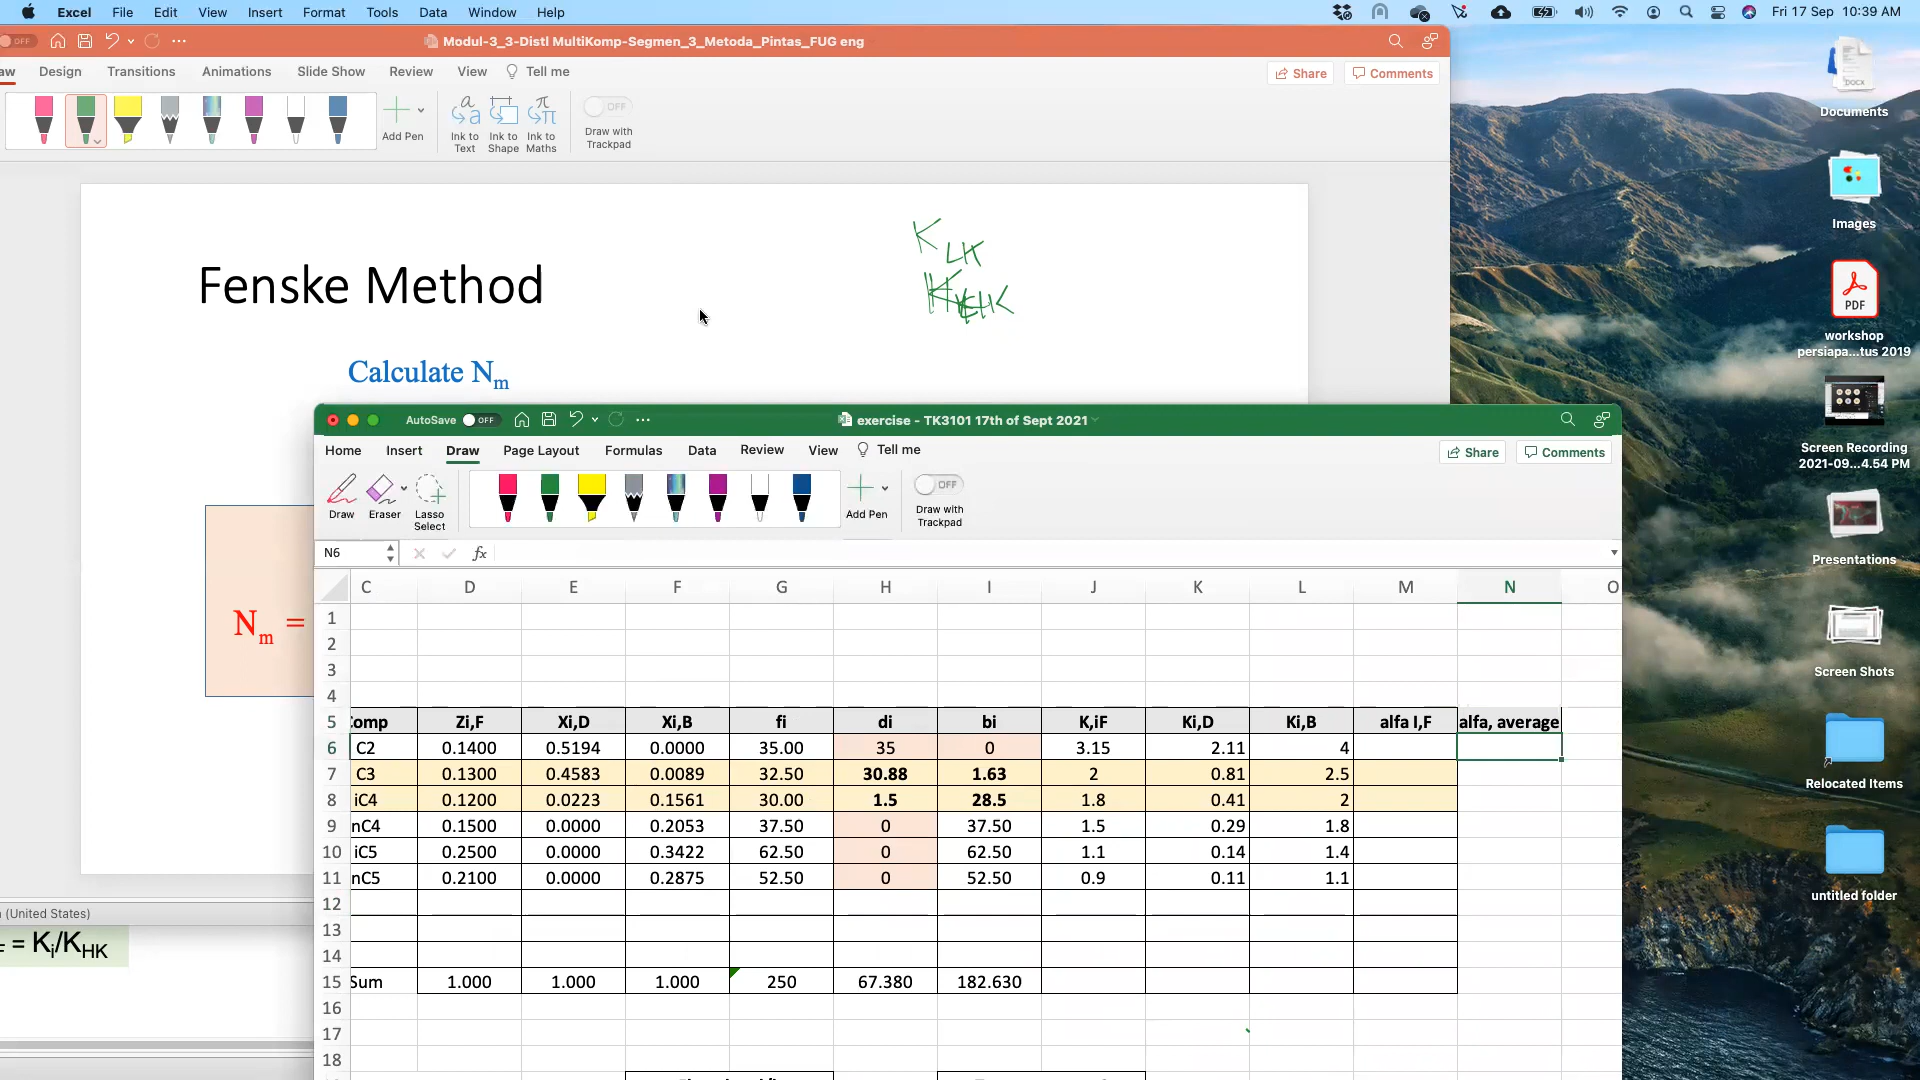 Excel File Edit View Insert Format Tools Data Window Help Fri 17 Sep 10:39 AM
OFF Modul-3_3-Distl MultiKomp-Segmen_3_Metoda_Pintas_FUG eng
aw Design Transitions Animations Slide Show Review View Tell me Share Comments
Add Pen Ink to Text Ink to Shape Ink to Maths OFF Draw with Trackpad
Fenske Method
K LK
HK
Calculate Nm
Nm =
(United States)
= Ki/KHK
AutoSave OFF exercise - TK3101 17th of Sept 2021
Home Insert Draw Page Layout Formulas Data Review View Tell me Share Comments
Draw Eraser Lasso Select Add Pen OFF Draw with Trackpad
N6 fx
C D E F G H I J K L M N O
1
2
3
4
5 Comp Zi,F Xi,D Xi,B fi di bi K,iF Ki,D Ki,B alfa I,F alfa, average
6 C2 0.1400 0.5194 0.0000 35.00 35 0 3.15 2.11 4
7 C3 0.1300 0.4583 0.0089 32.50 30.88 1.63 2 0.81 2.5
8 iC4 0.1200 0.0223 0.1561 30.00 1.5 28.5 1.8 0.41 2
9 nC4 0.1500 0.0000 0.2053 37.50 0 37.50 1.5 0.29 1.8
10 iC5 0.2500 0.0000 0.3422 62.50 0 62.50 1.1 0.14 1.4
11 nC5 0.2100 0.0000 0.2875 52.50 0 52.50 0.9 0.11 1.1
12
13
14
15 Sum 1.000 1.000 1.000 250 67.380 182.630
16
17
18
DOCX
Documents
Images
PDF
workshop
persiapa...tus 2019
Screen Recording
2021-09...4.54 PM
Presentations
Screen Shots
Relocated Items
untitled folder